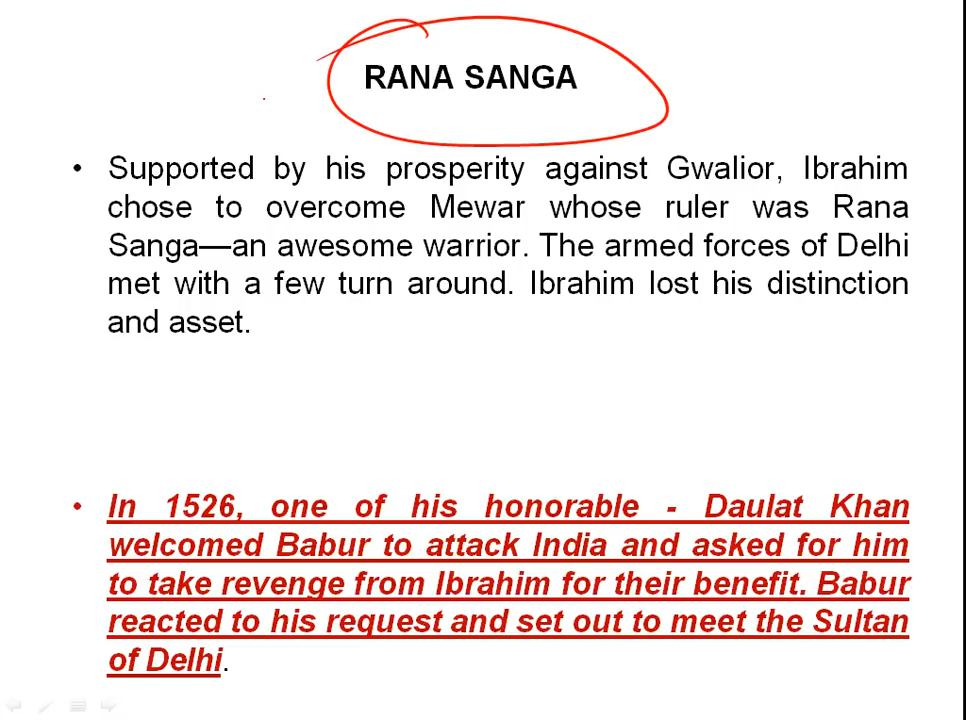 RANA SANGA
• Supported by his prosperity against Gwalior, Ibrahim
chose to overcome Mewar whose ruler was Rana
Sanga—an awesome warrior. The armed forces of Delhi
met with a few turn around. Ibrahim lost his distinction
and asset.
• In 1526, one of his honorable - Daulat Khan
welcomed Babur to attack India and asked for him
to take revenge from Ibrahim for their benefit. Babur
reacted to his request and set out to meet the Sultan
of Delhi.